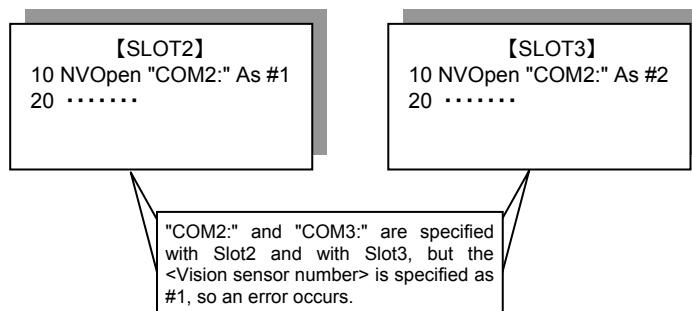 【SLOT2】
10 NVOpen "COM2:" As #1
20 ･･･････
【SLOT3】
10 NVOpen "COM2:" As #2
20 ･･･････
"COM2:" and "COM3:" are specified
with Slot2 and with Slot3, but the
<Vision sensor number> is specified as
#1, so an error occurs.